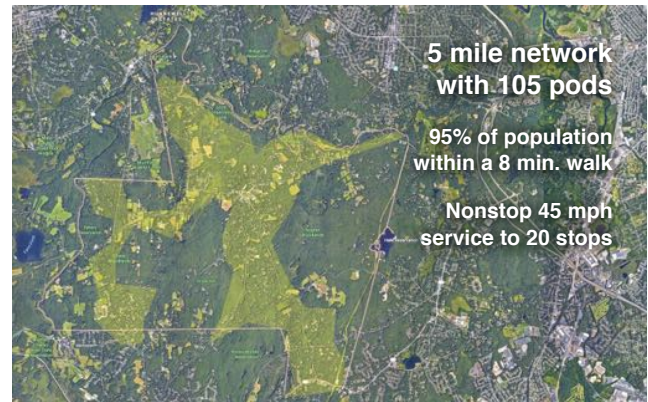 5 mile network
with 105 pods
95% of population
within a 8 min. walk
Nonstop 45 mph
service to 20 stops